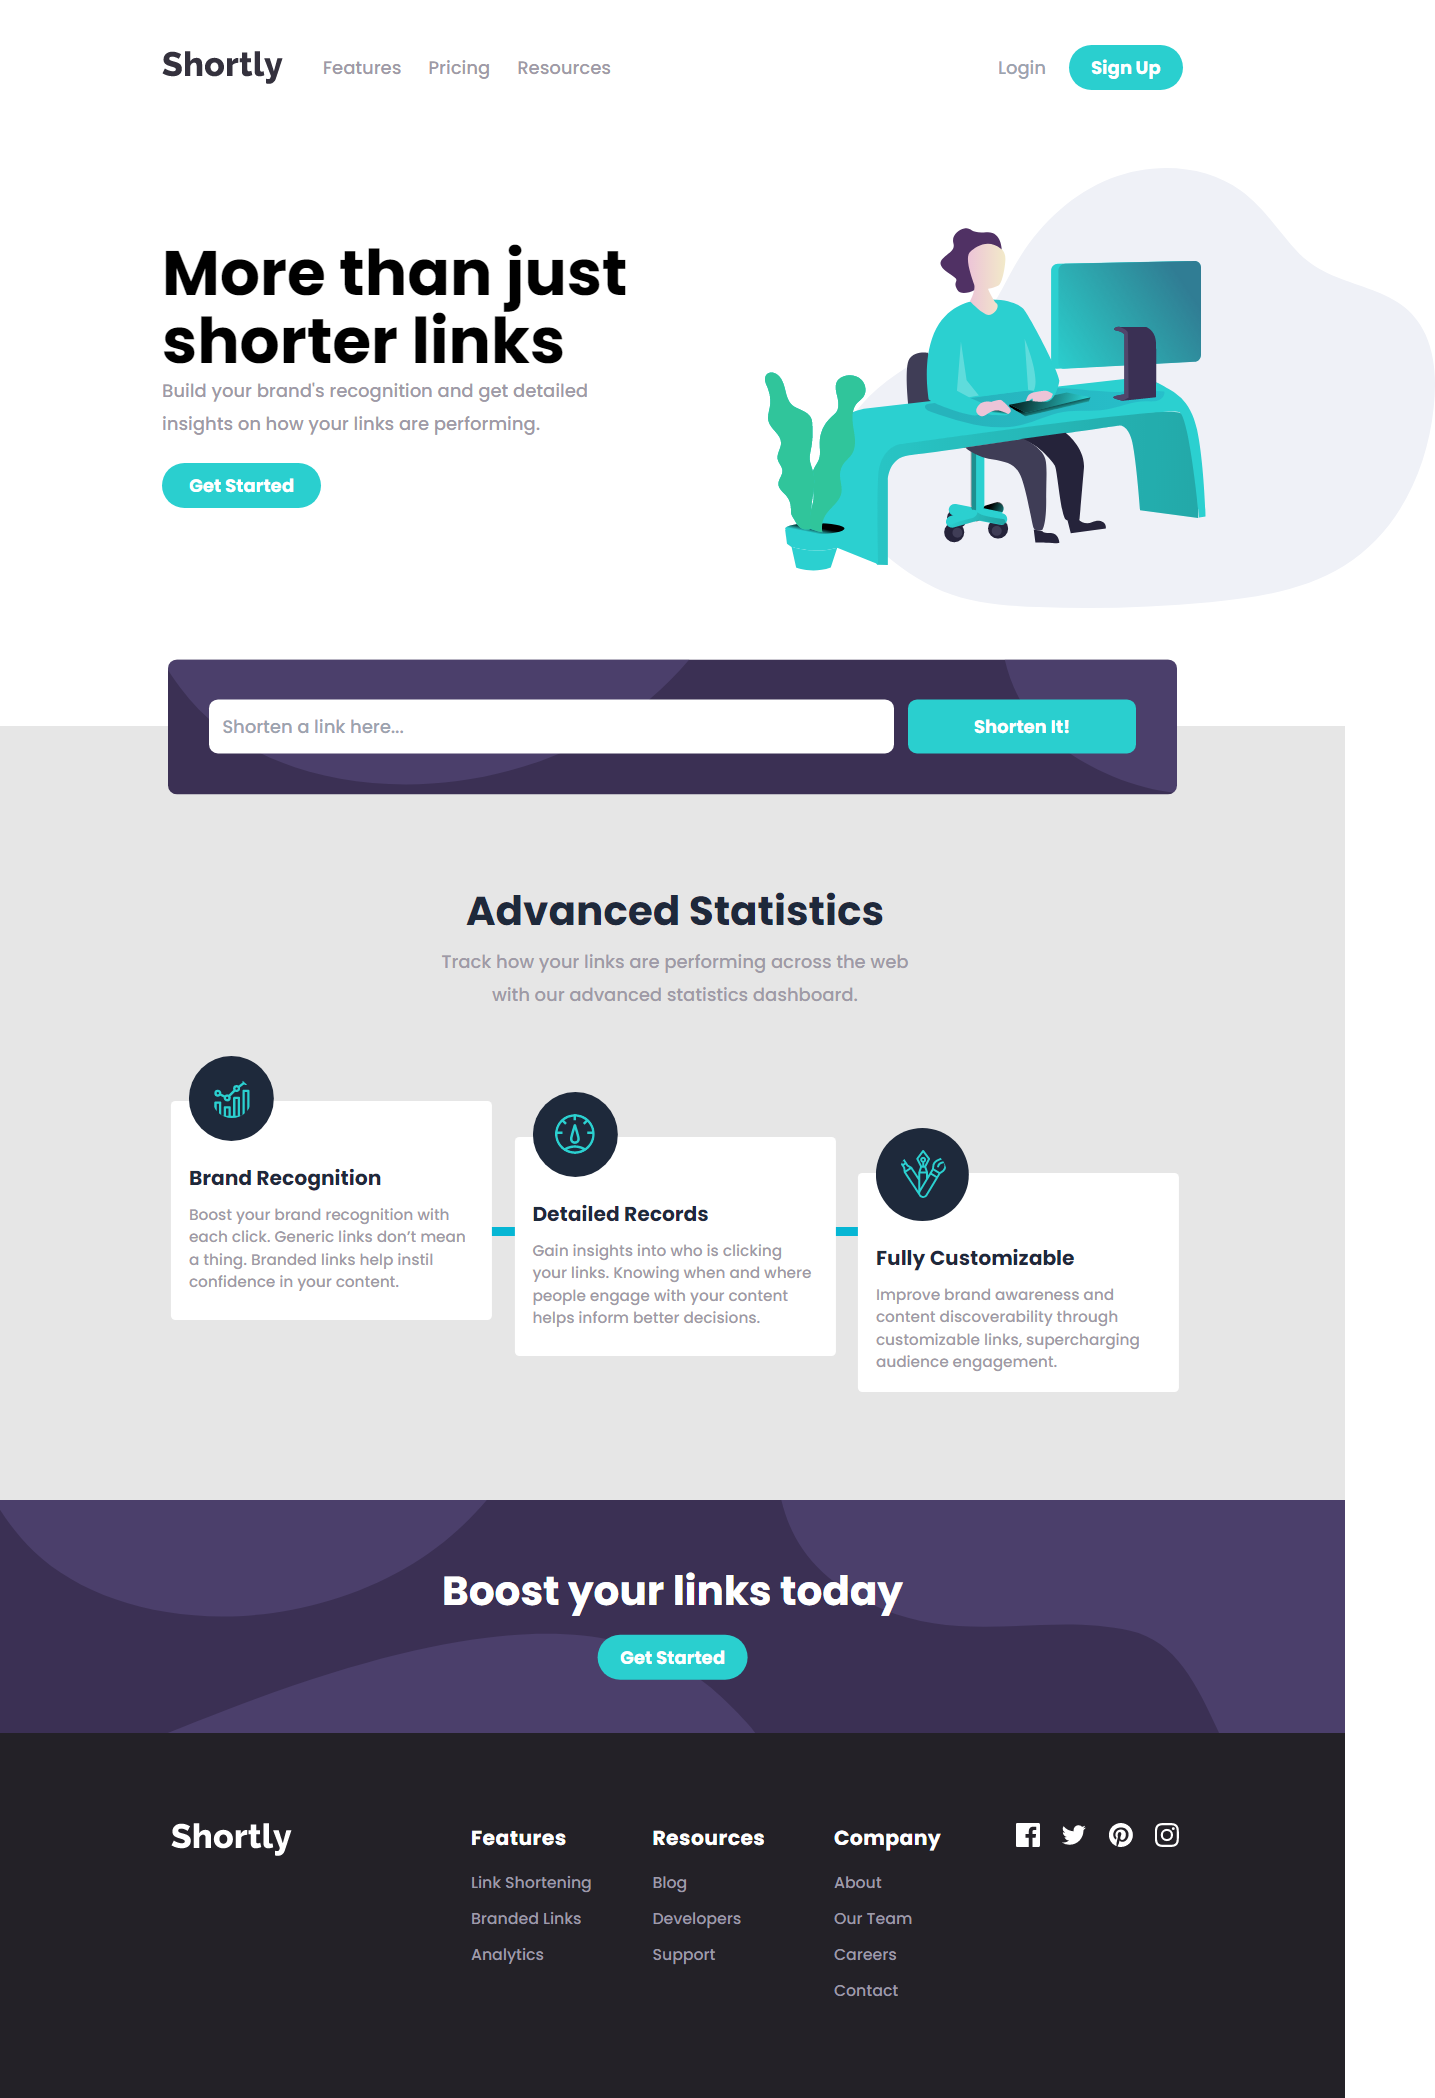 Shortly
Features
Pricing
Resources
Login
Sign Up
More than just
shorter links
Build your brand's recognition and get detailed
insights on how your links are performing.
Get Started
Shorten a link here...
Shorten It!
Advanced Statistics
Track how your links are performing across the web
with our advanced statistics dashboard.
Brand Recognition
Boost your brand recognition with
each click. Generic links don’t mean
a thing. Branded links help instil
confidence in your content.
Detailed Records
Gain insights into who is clicking
your links. Knowing when and where
people engage with your content
helps inform better decisions.
Fully Customizable
Improve brand awareness and
content discoverability through
customizable links, supercharging
audience engagement.
Boost your links today
Get Started
Shortly
Features
Link Shortening
Branded Links
Analytics
Resources
Blog
Developers
Support
Company
About
Our Team
Careers
Contact